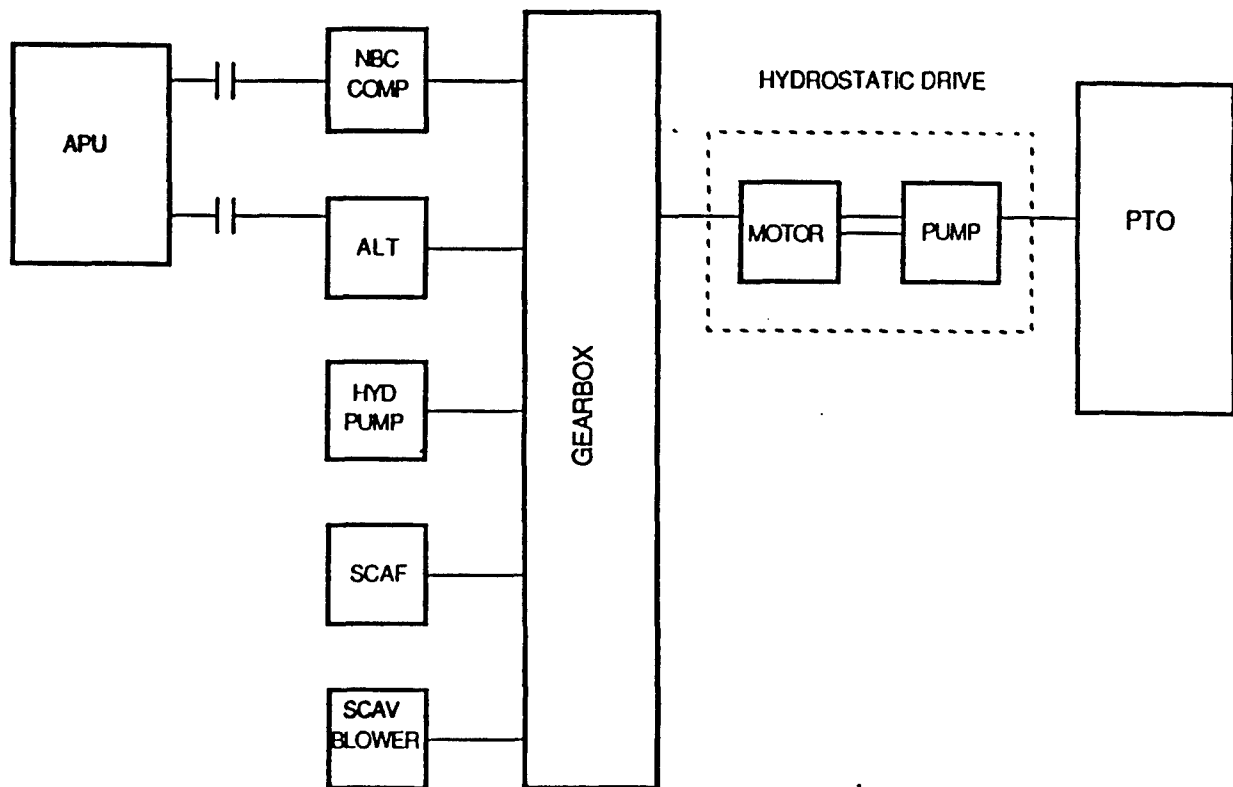 NBC
COMP
APU
ALT
HYD
PUMP
SCAF
SCAV
BLOWER
GEARBOX
HYDROSTATIC DRIVE
MOTOR
PUMP
PTO